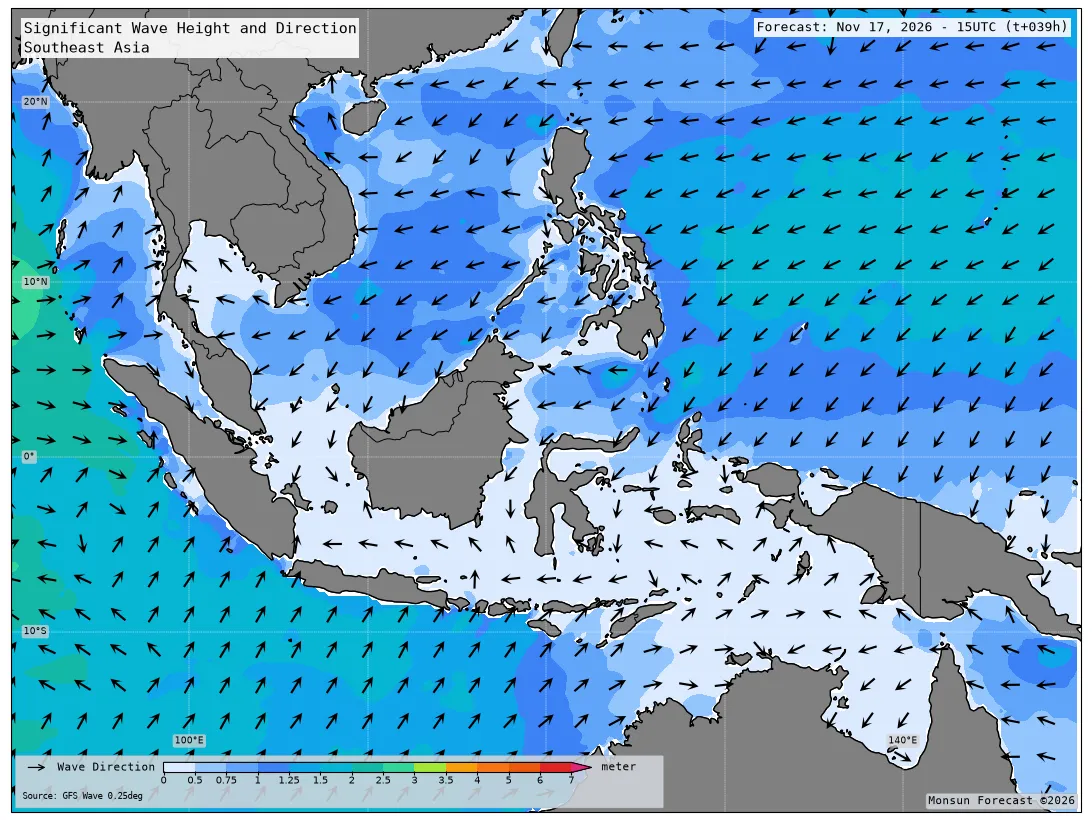 Significant Wave Height and Direction
Southeast Asia
Forecast: Nov 17, 2026 - 15UTC (t+039h)
20°N
10°N
0°
10°S
100°E
140°E
Wave Direction
meter
0 0.5 0.75 1 1.25 1.5 2 2.5 3 3.5 4 5 6 7
Source: GFS Wave 0.25deg
Monsun Forecast ©2026